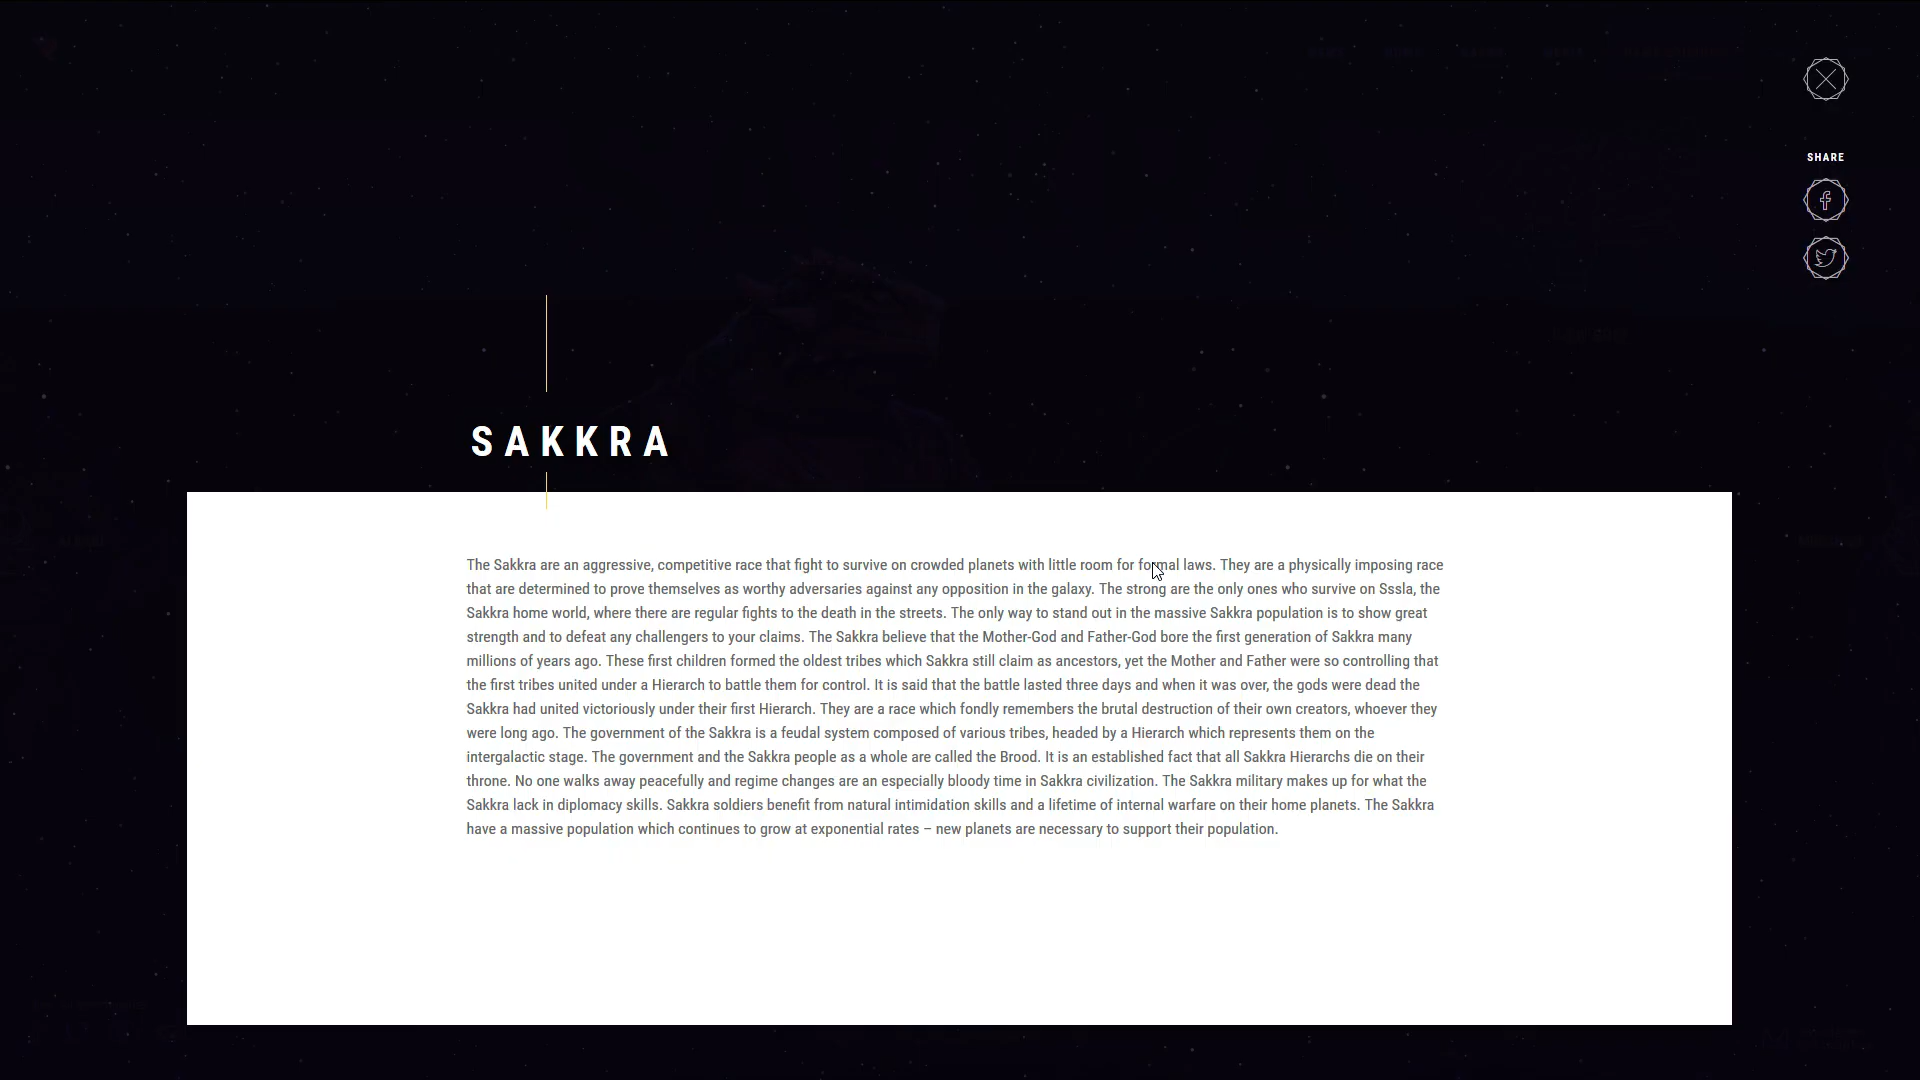 SHARE
SAKKRA
The Sakkra are an aggressive, competitive race that fight to survive on crowded planets with little room for formal laws. They are a physically imposing race
that are determined to prove themselves as worthy adversaries against any opposition in the galaxy. The strong are the only ones who survive on Sssla, the
Sakkra home world, where there are regular fights to the death in the streets. The only way to stand out in the massive Sakkra population is to show great
strength and to defeat any challengers to your claims. The Sakkra believe that the Mother-God and Father-God bore the first generation of Sakkra many
millions of years ago. These first children formed the oldest tribes which Sakkra still claim as ancestors, yet the Mother and Father were so controlling that
the first tribes united under a Hierarch to battle them for control. It is said that the battle lasted three days and when it was over, the gods were dead the
Sakkra had united victoriously under their first Hierarch. They are a race which fondly remembers the brutal destruction of their own creators, whoever they
were long ago. The government of the Sakkra is a feudal system composed of various tribes, headed by a Hierarch which represents them on the
intergalactic stage. The government and the Sakkra people as a whole are called the Brood. It is an established fact that all Sakkra Hierarchs die on their
throne. No one walks away peacefully and regime changes are an especially bloody time in Sakkra civilization. The Sakkra military makes up for what the
Sakkra lack in diplomacy skills. Sakkra soldiers benefit from natural intimidation skills and a lifetime of internal warfare on their home planets. The Sakkra
have a massive population which continues to grow at exponential rates – new planets are necessary to support their population.